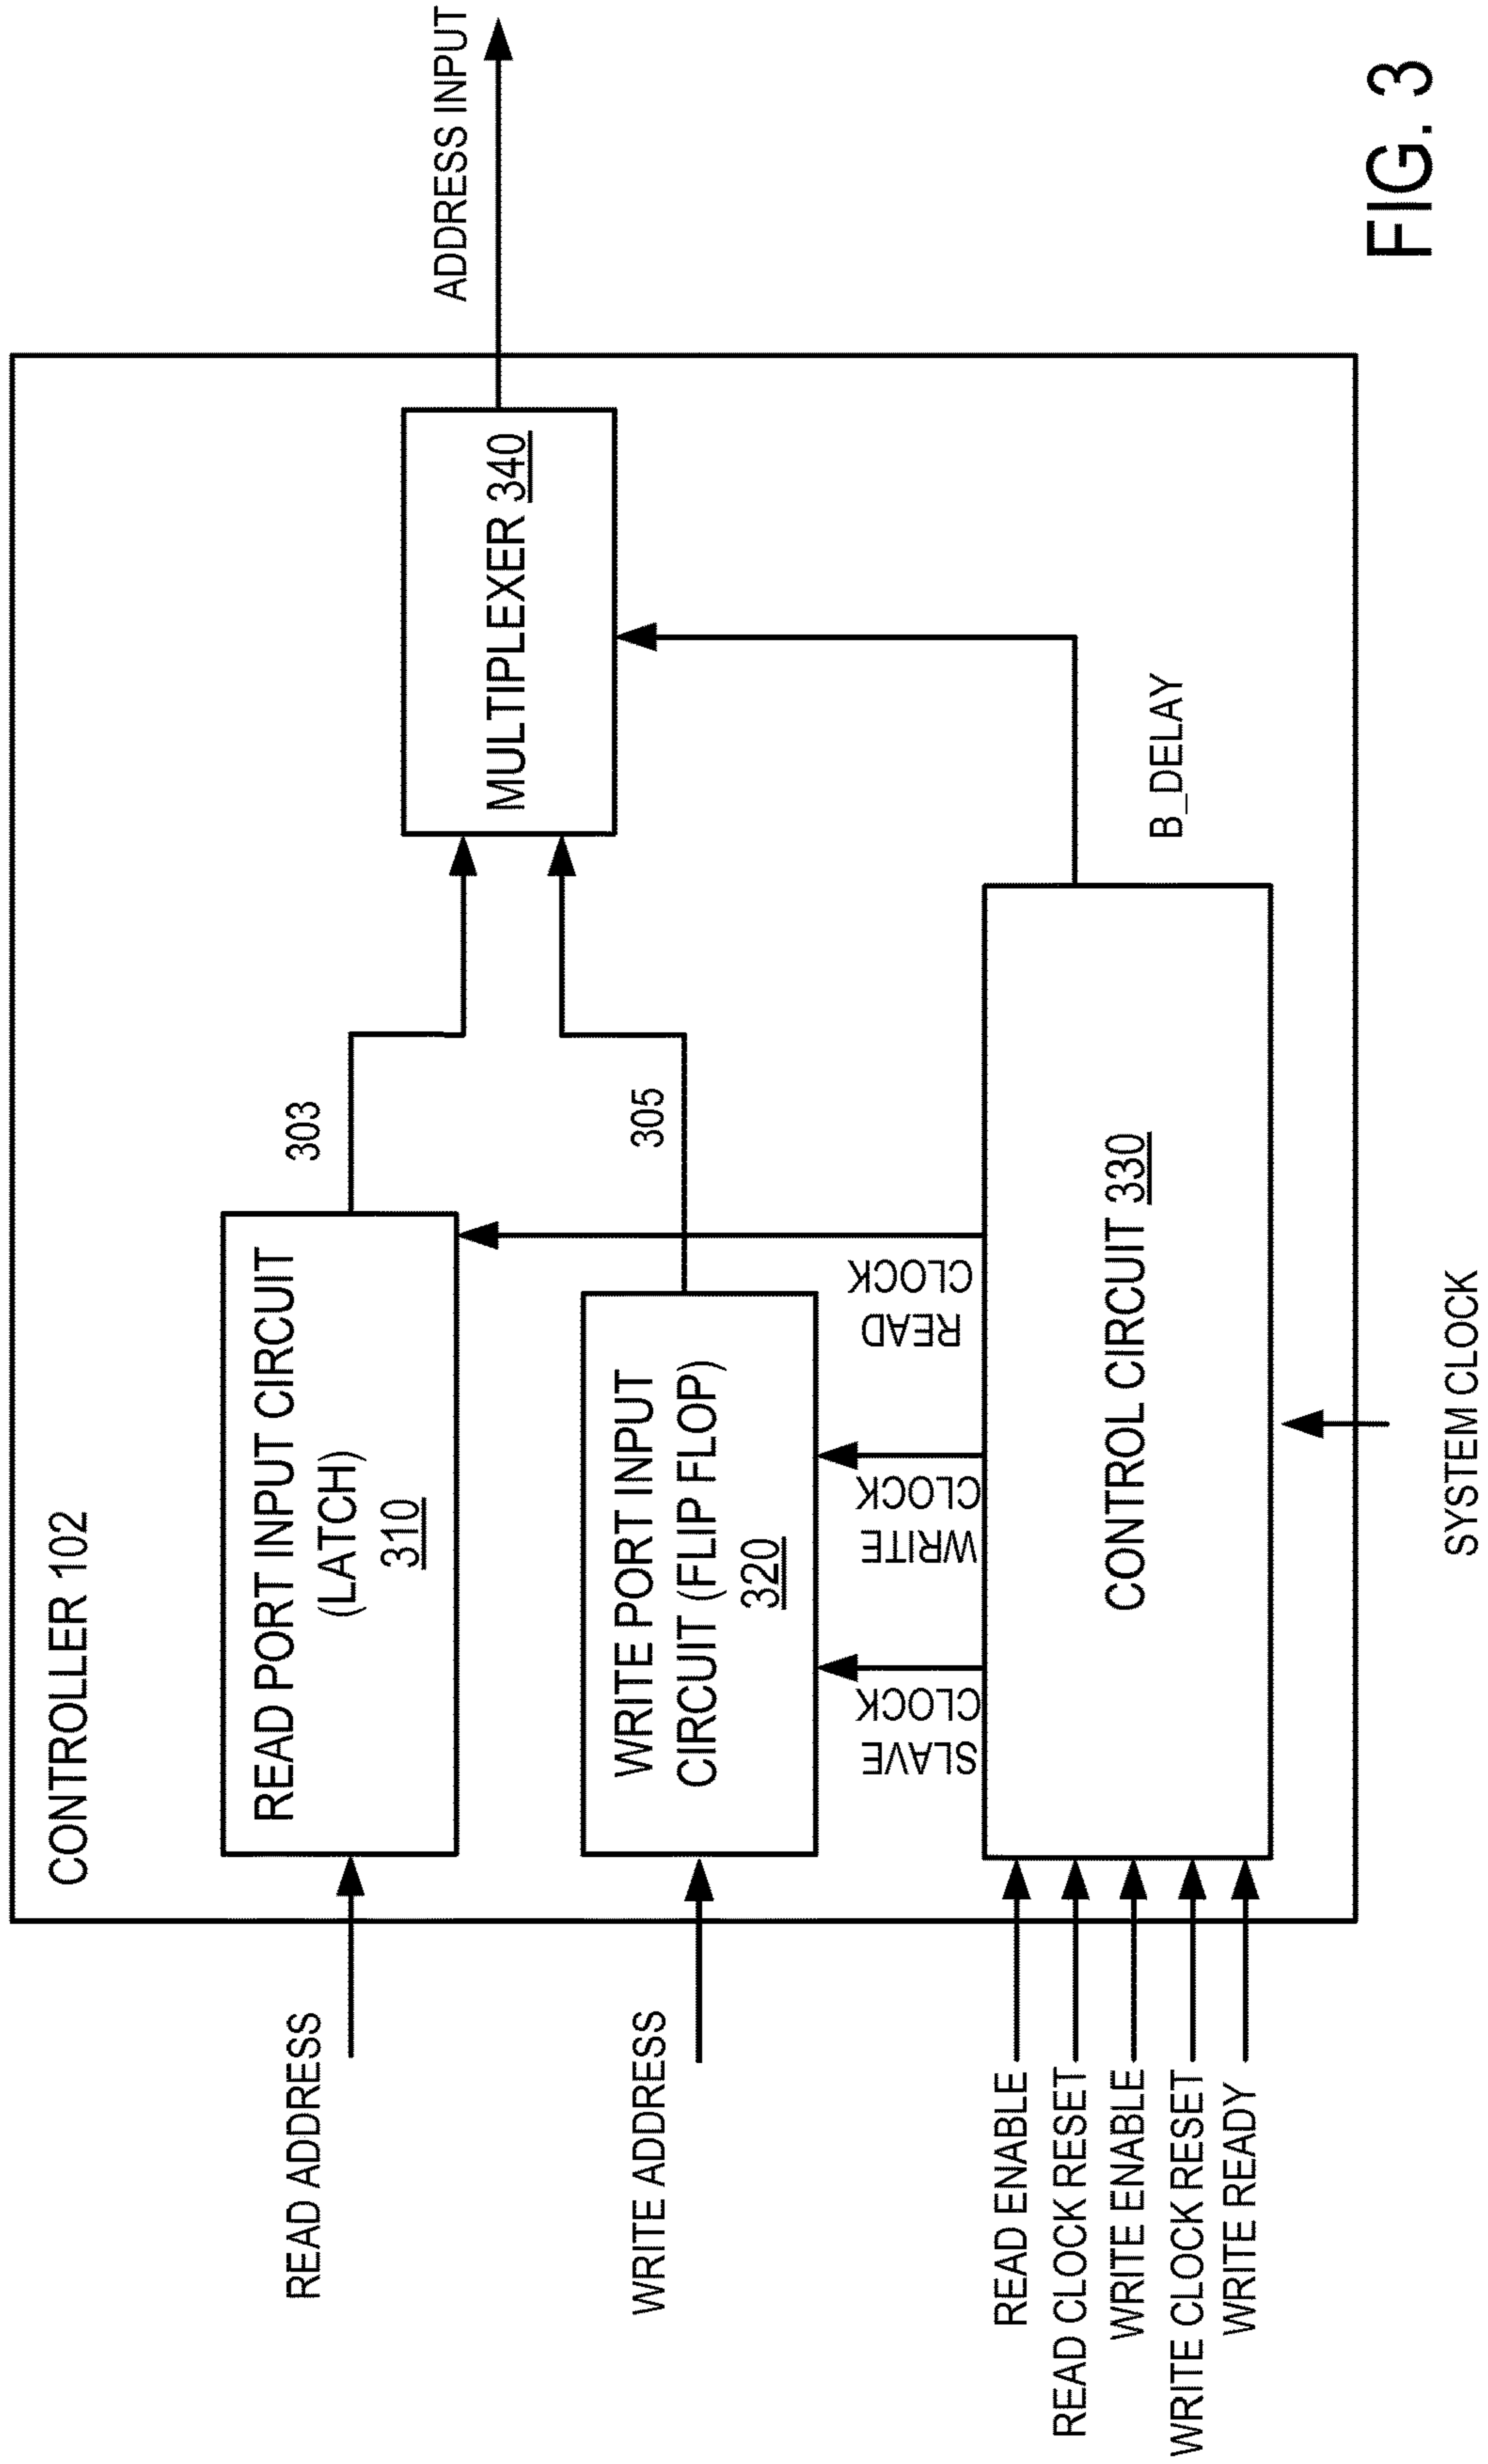 CONTROLLER 102
READ ADDRESS
READ PORT INPUT CIRCUIT
(LATCH)
310
303
MULTIPLEXER 340
ADDRESS INPUT
WRITE ADDRESS
WRITE PORT INPUT
CIRCUIT (FLIP FLOP)
320
305
SLAVE
CLOCK
WRITE
CLOCK
READ
CLOCK
B_DELAY
READ ENABLE
READ CLOCK RESET
WRITE ENABLE
WRITE CLOCK RESET
WRITE READY
CONTROL CIRCUIT 330
SYSTEM CLOCK
FIG. 3